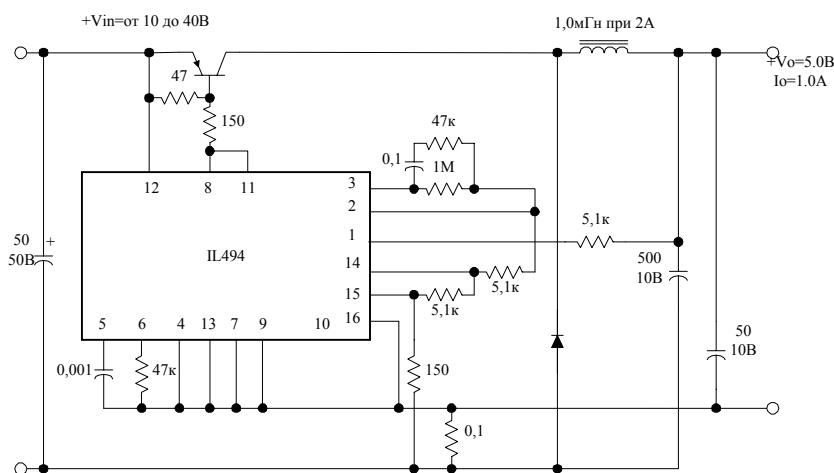 +Vin=от 10 до 40В
1,0мГн при 2А
+Vo=5.0В
Io=1.0А
47
150
47к
0,1
1М
12
8
11
3
2
1
14
15
16
5,1к
5,1к
5,1к
50
50В
+
IL494
500
10В
5
6
4
13
7
9
10
0,001
47к
150
50
10В
0,1